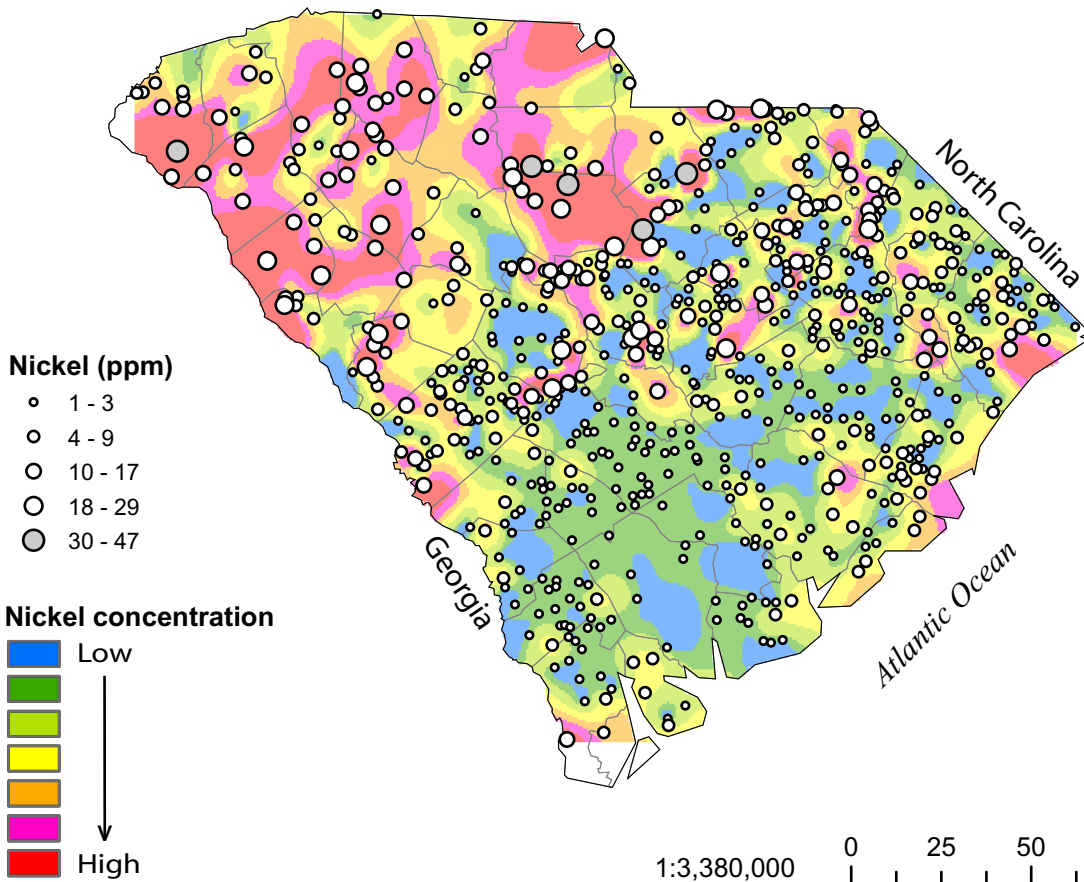 North Carolina
Nickel (ppm)
1 - 3
4 - 9
10 - 17
18 - 29
30 - 47
Georgia
Atlantic Ocean
Nickel concentration
Low
High
1:3,380,000
0 25 50